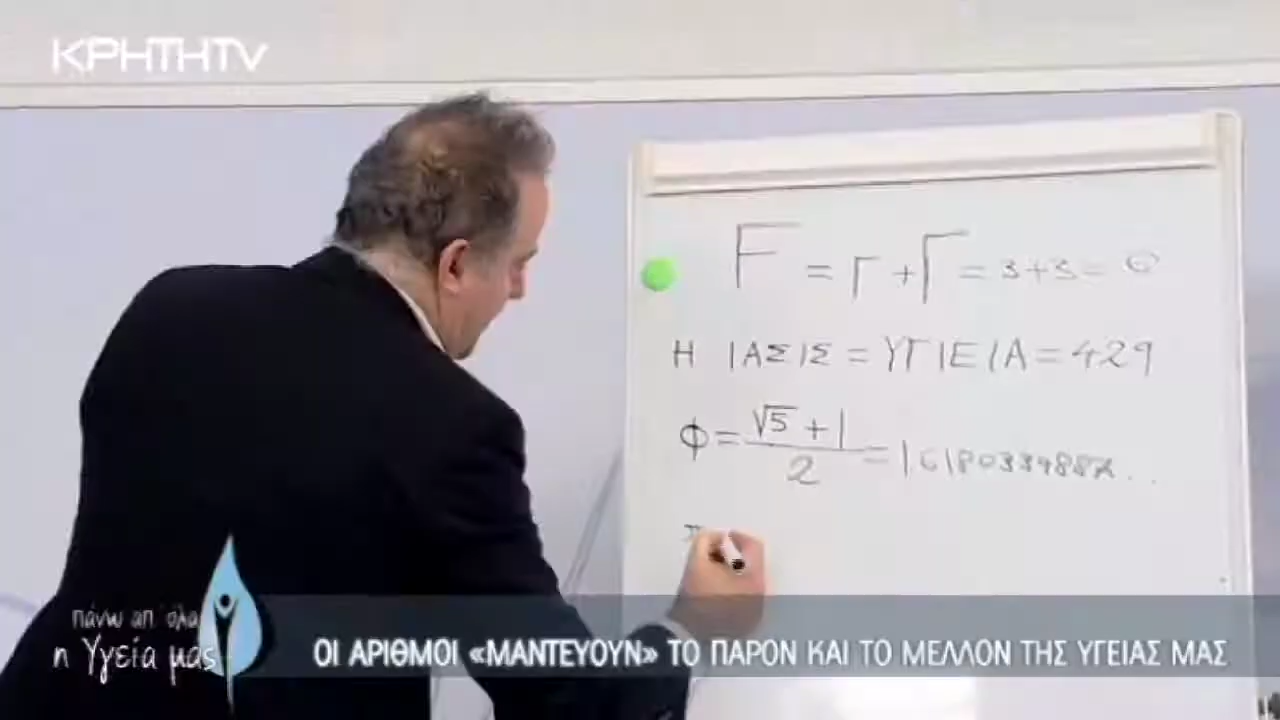 ΚΡΗΤΗTV
F = Γ + Γ = 3+3 = 6
Η ΙΑΣΙΣ = ΥΓΙΕΙΑ = 429
Φ = (√5 + 1)/2 = 1,6180339887...
πάνω απ' όλα
η Υγεία μας
ΟΙ ΑΡΙΘΜΟΙ «ΜΑΝΤΕΥΟΥΝ» ΤΟ ΠΑΡΟΝ ΚΑΙ ΤΟ ΜΕΛΛΟΝ ΤΗΣ ΥΓΕΙΑΣ ΜΑΣ